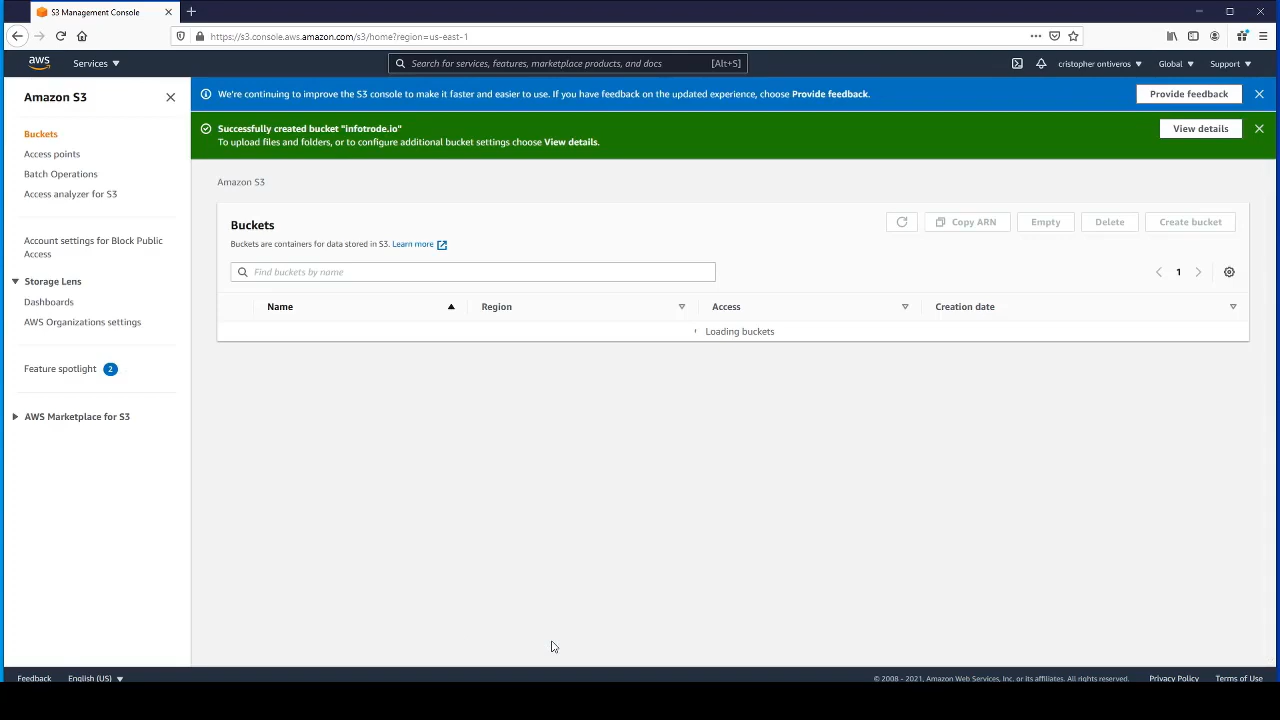 S3 Management Console
https://s3.console.aws.amazon.com/s3/home?region=us-east-1
aws
Services
Search for services, features, marketplace products, and docs
[Alt+S]
cristopher ontiveros
Global
Support
Amazon S3
We're continuing to improve the S3 console to make it faster and easier to use. If you have feedback on the updated experience, choose Provide feedback.
Provide feedback
Successfully created bucket "infotrode.io"
To upload files and folders, or to configure additional bucket settings choose View details.
View details
Buckets
Access points
Batch Operations
Access analyzer for S3
Account settings for Block Public
Access
Storage Lens
Dashboards
AWS Organizations settings
Feature spotlight 2
AWS Marketplace for S3
Amazon S3
Buckets
Buckets are containers for data stored in S3. Learn more
Copy ARN
Empty
Delete
Create bucket
Find buckets by name
1
Name
Region
Access
Creation date
Loading buckets
Feedback
English (US)
© 2008 - 2021, Amazon Web Services, Inc. or its affiliates. All rights reserved.
Privacy Policy
Terms of Use